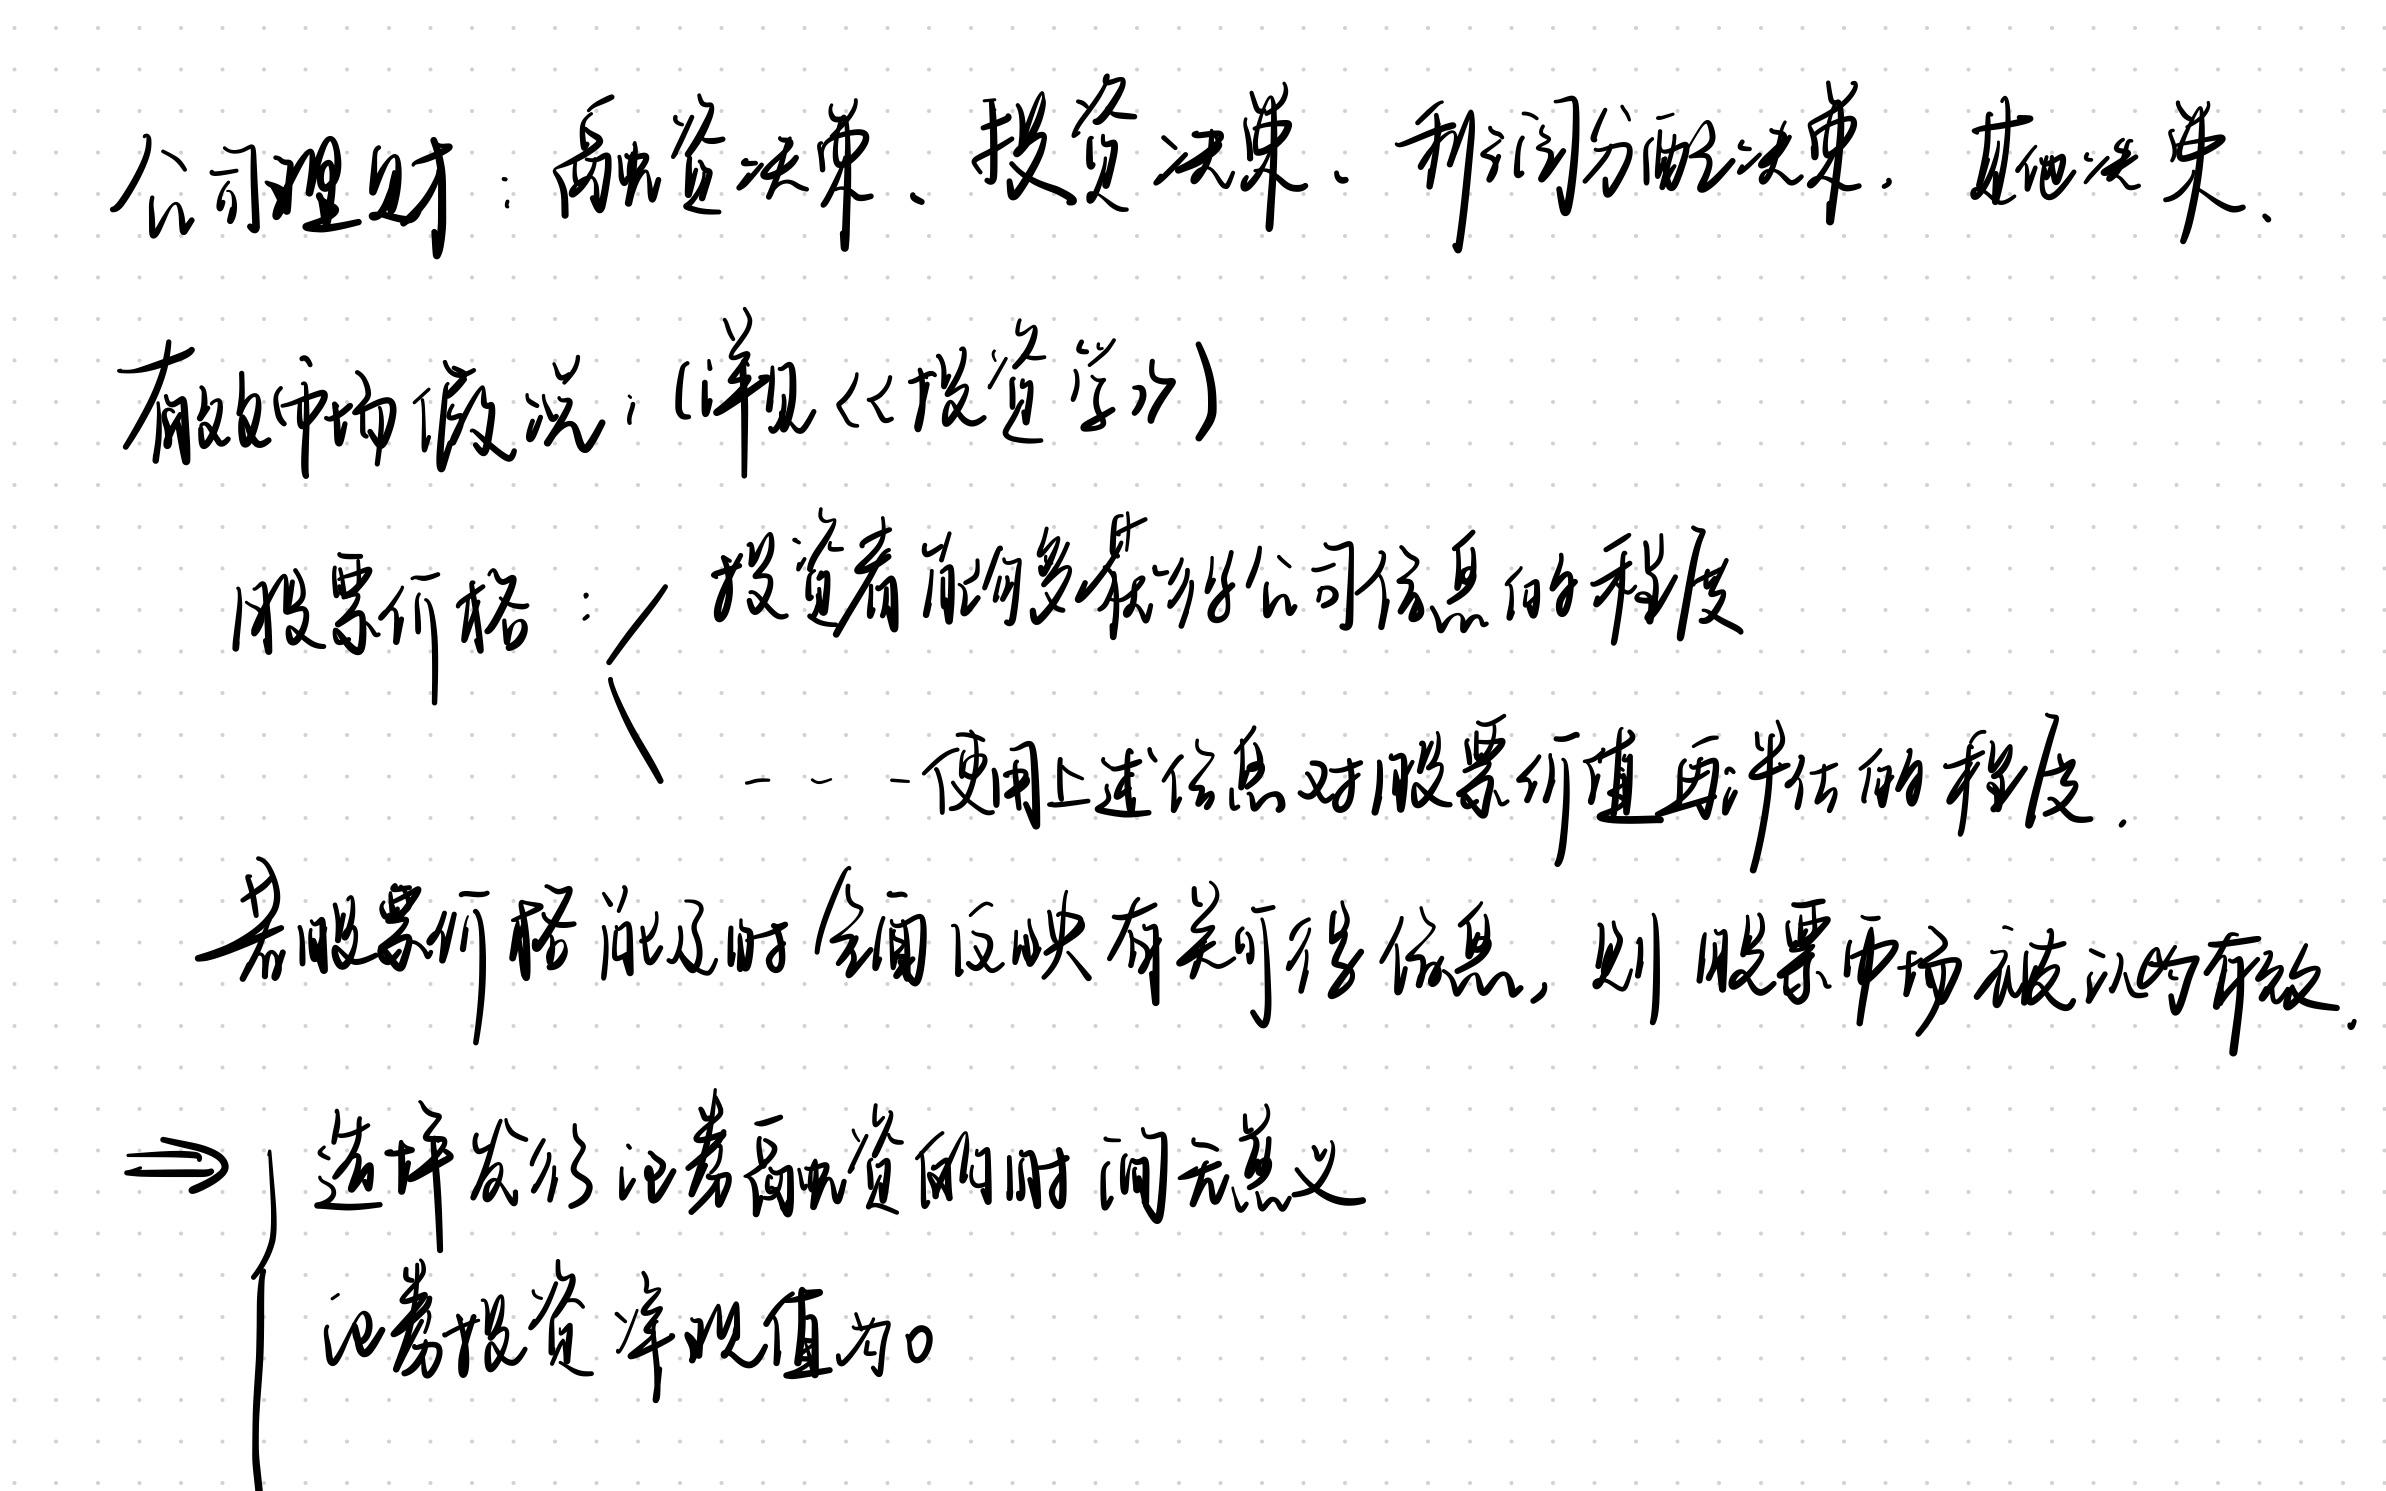 公司理财：融资决策、投资决策、利润分配决策、其他决策.
有效市场假说：(详见《投资学》)
股票价格：
投资者有能力获得公司信息的程度
- - - 使用上述信息对股票价值正评估的程度.
若股票价格能及时全面反映有关可得信息, 则股票市场被认为有效.
⇒ 选择发行证券融资的时间无意义
证券投资净现值为0